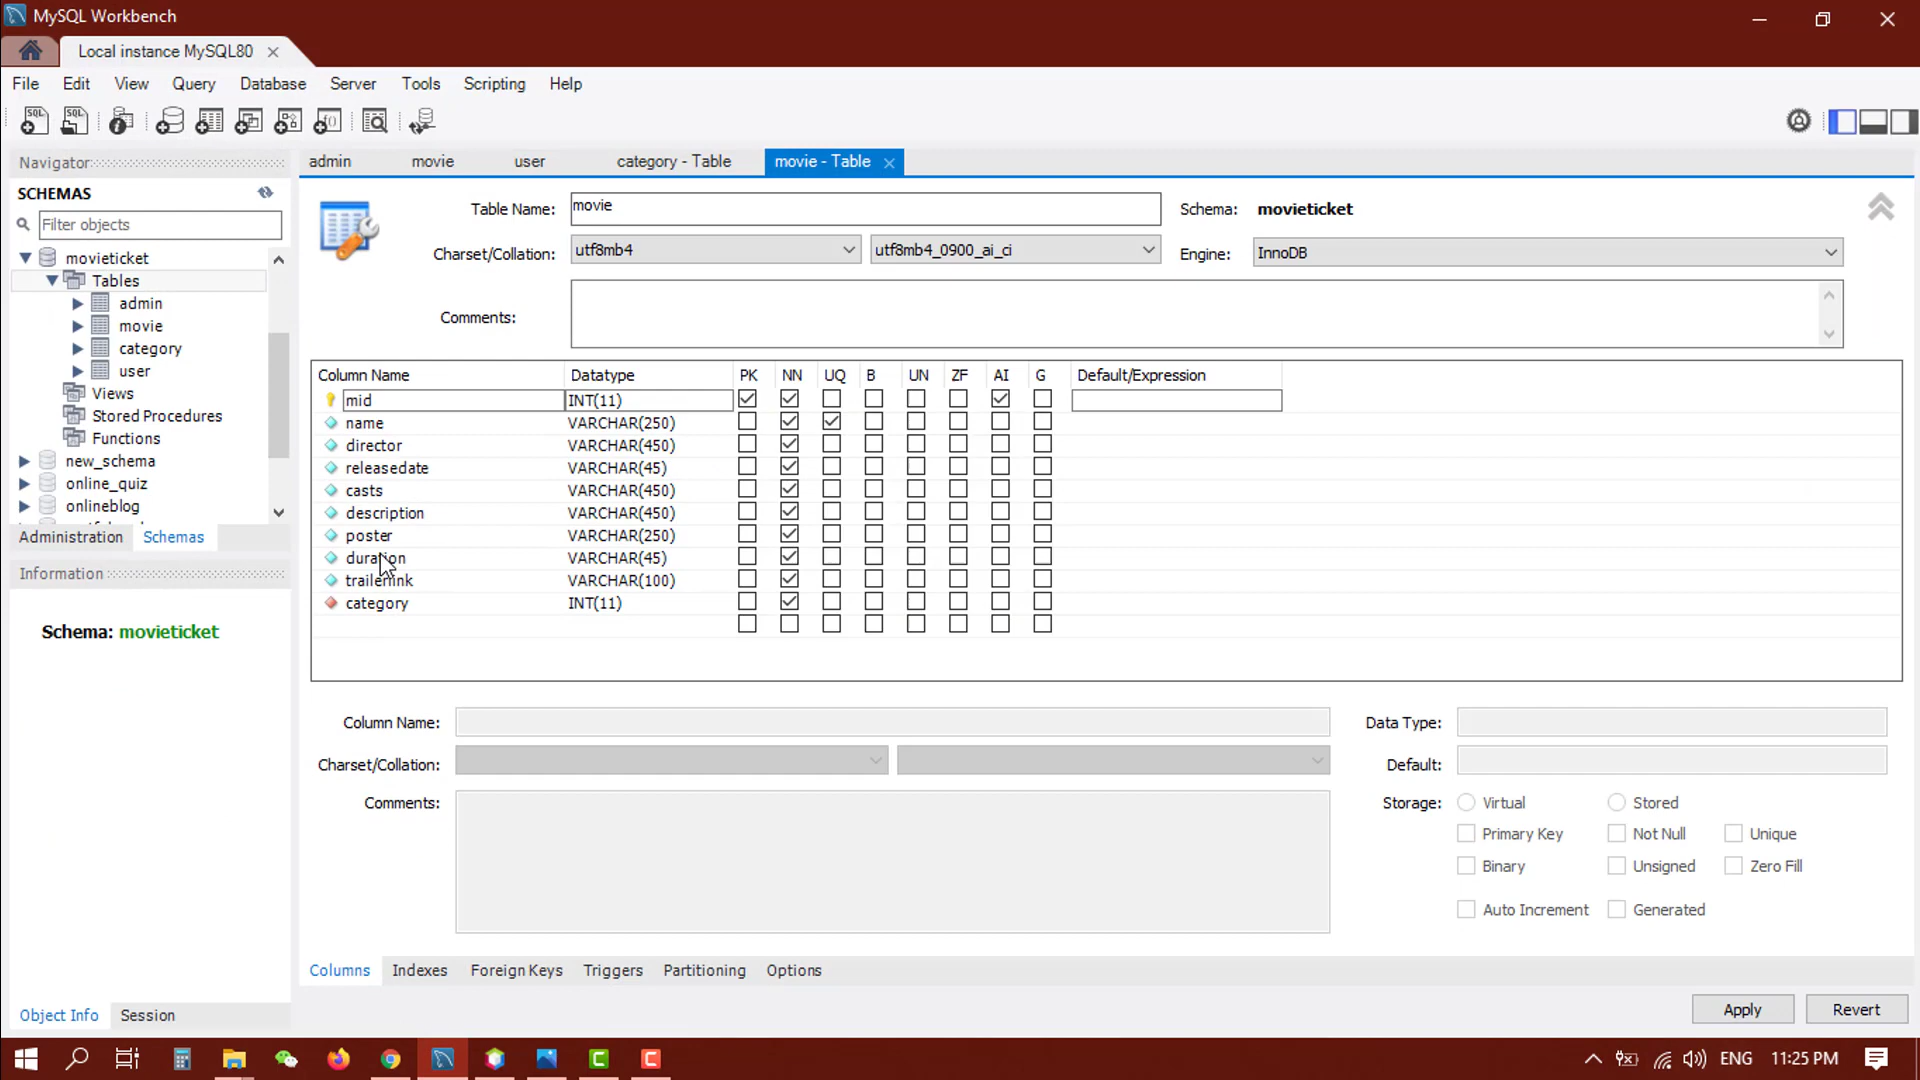 MySQL Workbench
Local instance MySQL80
File Edit View Query Database Server Tools Scripting Help
Navigator
SCHEMAS
Filter objects
movieticket
Tables
admin
movie
category
user
Views
Stored Procedures
Functions
new_schema
online_quiz
onlineblog
Administration Schemas
Information
Schema: movieticket
Object Info Session
admin movie user category - Table movie - Table
Table Name: movie Schema: movieticket
Charset/Collation: utf8mb4 utf8mb4_0900_ai_ci Engine: InnoDB
Comments:
Column Name Datatype PK NN UQ B UN ZF AI G Default/Expression
mid INT(11)
name VARCHAR(250)
director VARCHAR(450)
releasedate VARCHAR(45)
casts VARCHAR(450)
description VARCHAR(450)
poster VARCHAR(250)
duration VARCHAR(45)
trailerlink VARCHAR(100)
category INT(11)
Column Name: Data Type:
Charset/Collation: Default:
Comments: Storage: Virtual Stored
Primary Key Not Null Unique
Binary Unsigned Zero Fill
Auto Increment Generated
Columns Indexes Foreign Keys Triggers Partitioning Options
Apply Revert
ENG 11:25 PM